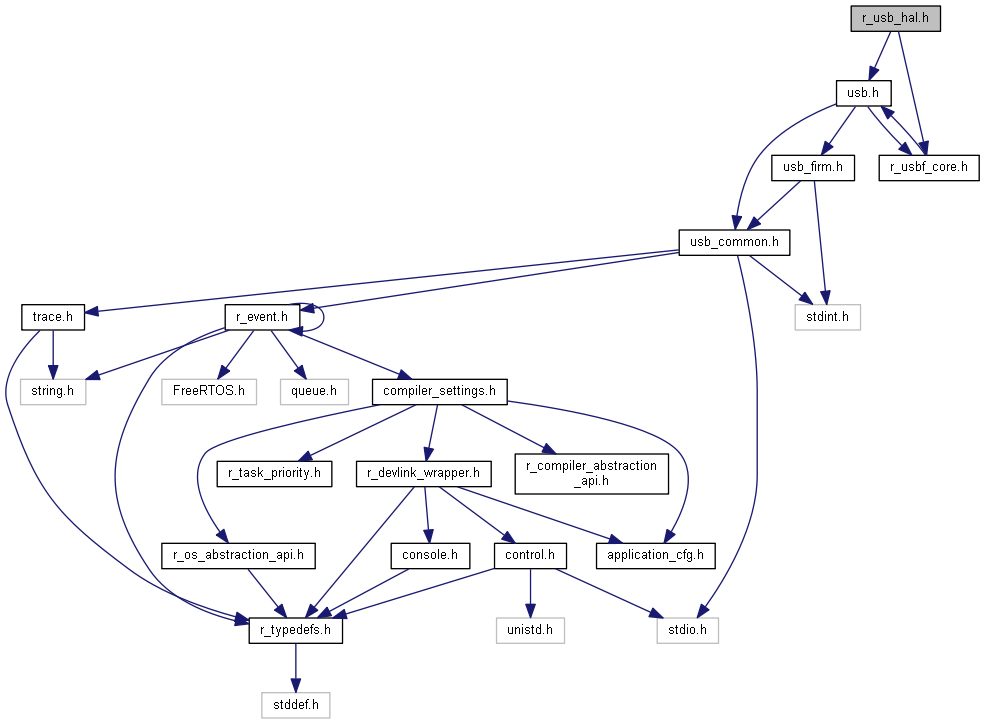 r_usb_hal.h
usb.h
usb_firm.h
r_usbf_core.h
usb_common.h
trace.h
r_event.h
stdint.h
string.h
FreeRTOS.h
queue.h
compiler_settings.h
r_task_priority.h
r_devlink_wrapper.h
r_compiler_abstraction
_api.h
r_os_abstraction_api.h
console.h
control.h
application_cfg.h
r_typedefs.h
unistd.h
stdio.h
stddef.h